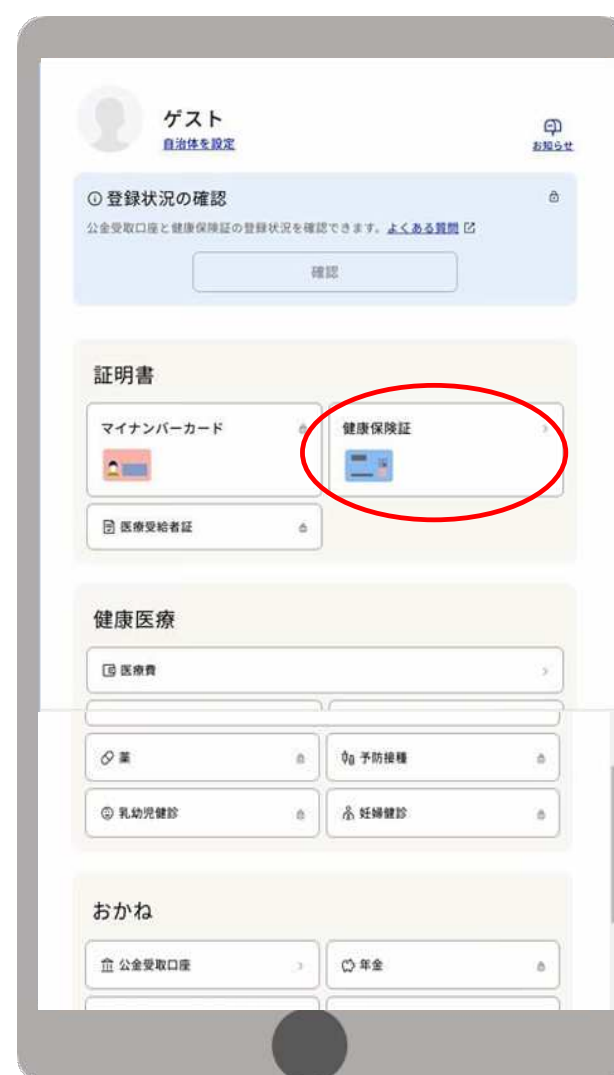 ゲスト
自治体を設定
お知らせ
登録状況の確認
公金受取口座と健康保険証の登録状況を確認できます。よくある質問
確認
証明書
マイナンバーカード
健康保険証
医療受給者証
健康医療
医療費
薬
予防接種
乳幼児健診
妊婦健診
おかね
公金受取口座
年金